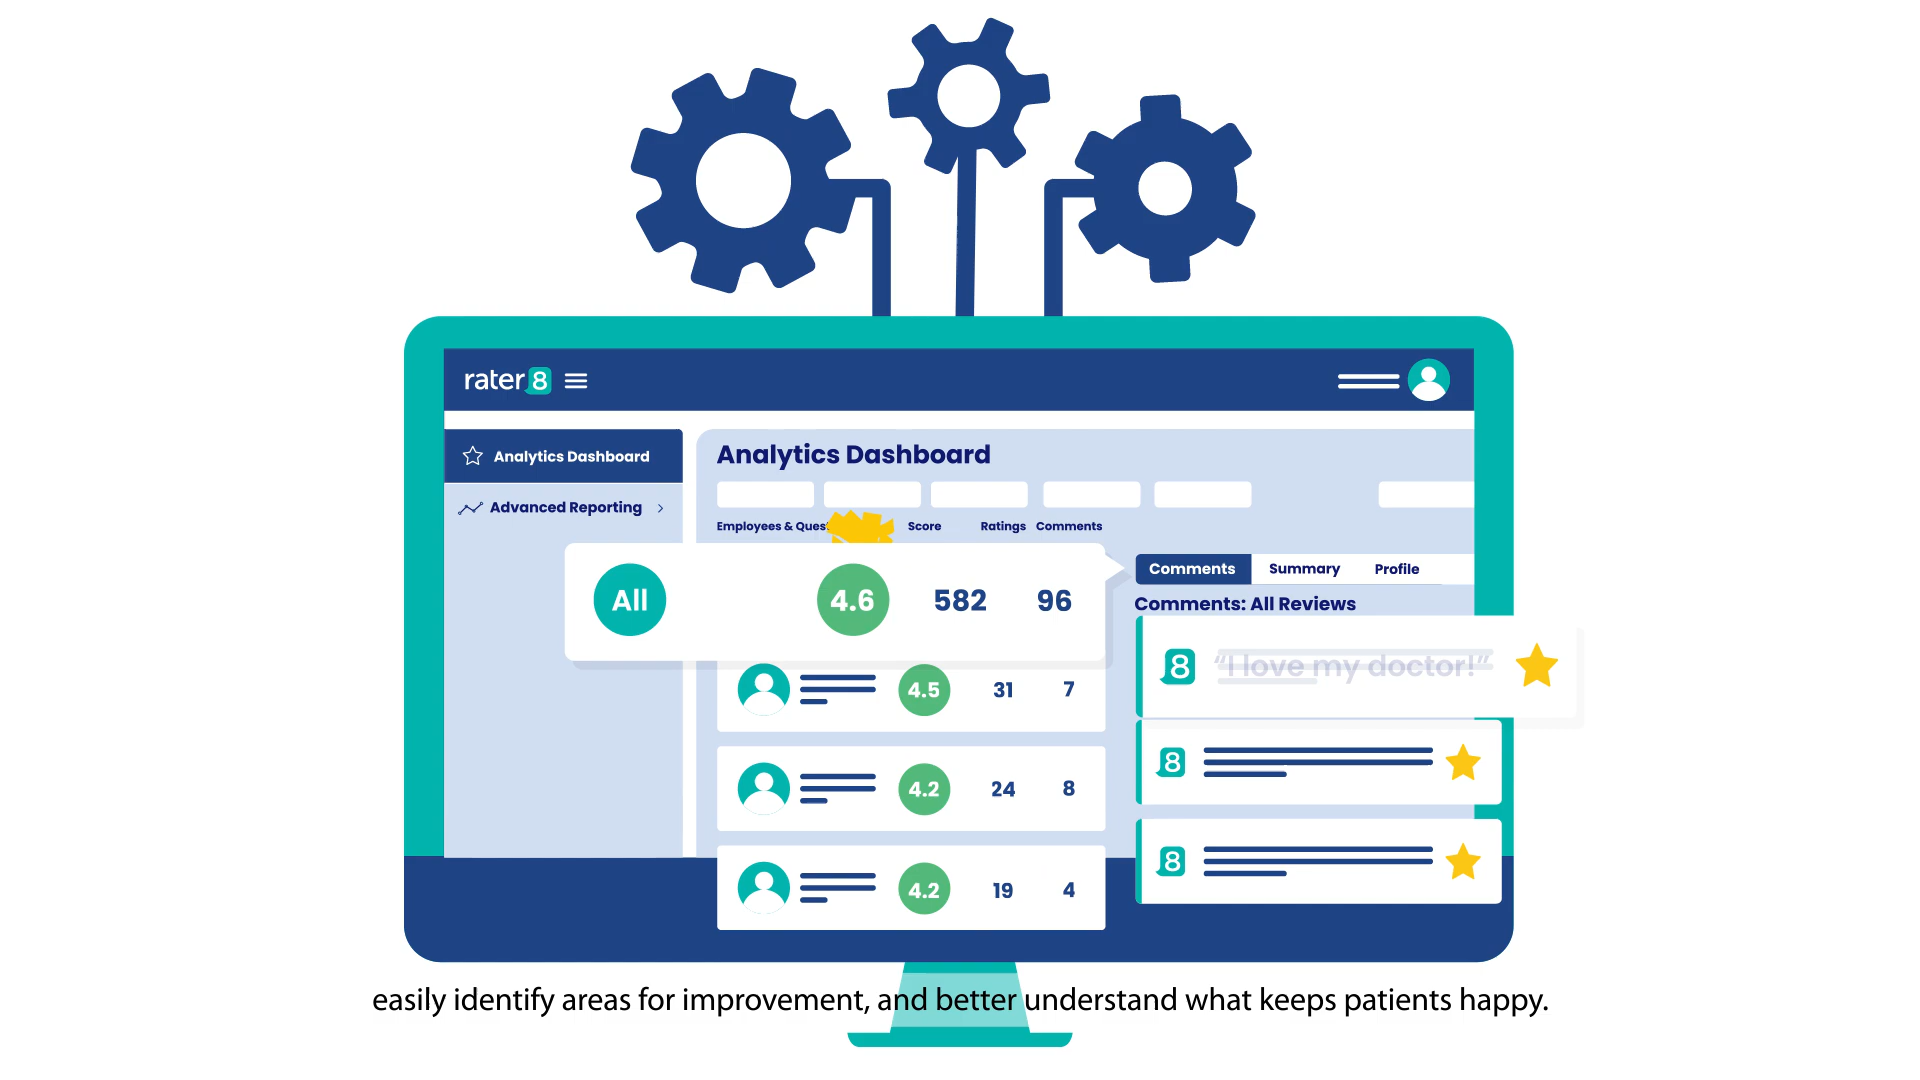 rater8
Analytics Dashboard
Advanced Reporting
Analytics Dashboard
Employees & Ques Score Ratings Comments
All 4.6 582 96
4.5 31 7
4.2 24 8
4.2 19 4
Comments Summary Profile
Comments: All Reviews
8 “I love my doctor!”
8
8
easily identify areas for improvement, and better understand what keeps patients happy.